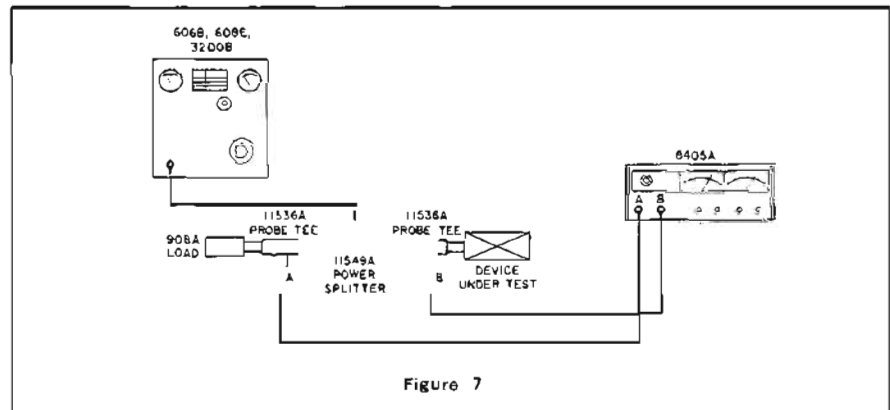 606B, 608E,
3200B
8405A
A B
11536A
PROBE TEE
11536A
PROBE TEE
908A
LOAD
A
11549A
POWER
SPLITTER
B
DEVICE
UNDER TEST
Figure 7